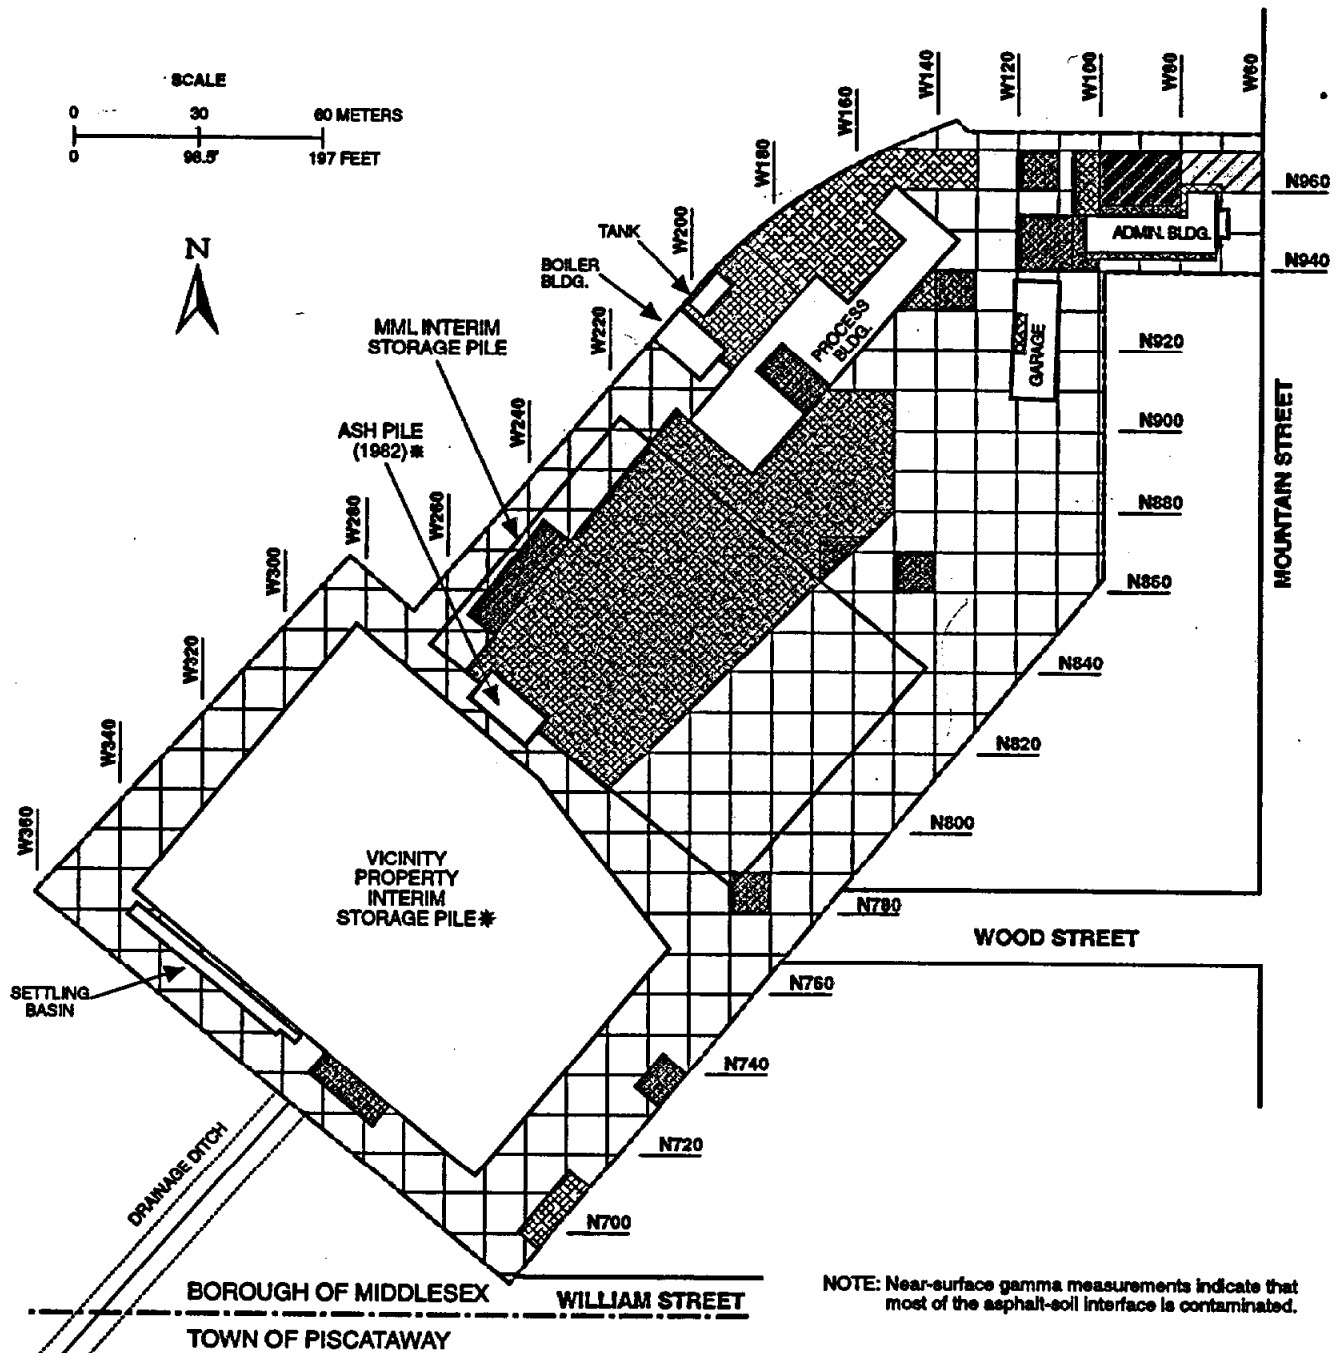 SCALE
0 30 60 METERS
0 98.5' 197 FEET
N
W360
W340
W320
W300
W280
W260
W240
W220
W200
W180
W160
W140
W120
W100
W80
W60
N960
N940
N920
N900
N880
N860
N840
N820
N800
N780
N760
N740
N720
N700
TANK
BOILER
BLDG.
MML INTERIM
STORAGE PILE
ASH PILE
(1982)*
PROCESS
BLDG.
ADMIN. BLDG.
GARAGE
MOUNTAIN STREET
VICINITY
PROPERTY
INTERIM
STORAGE PILE*
SETTLING
BASIN
WOOD STREET
DRAINAGE DITCH
BOROUGH OF MIDDLESEX
WILLIAM STREET
TOWN OF PISCATAWAY
NOTE: Near-surface gamma measurements indicate that
most of the asphalt-soil interface is contaminated.